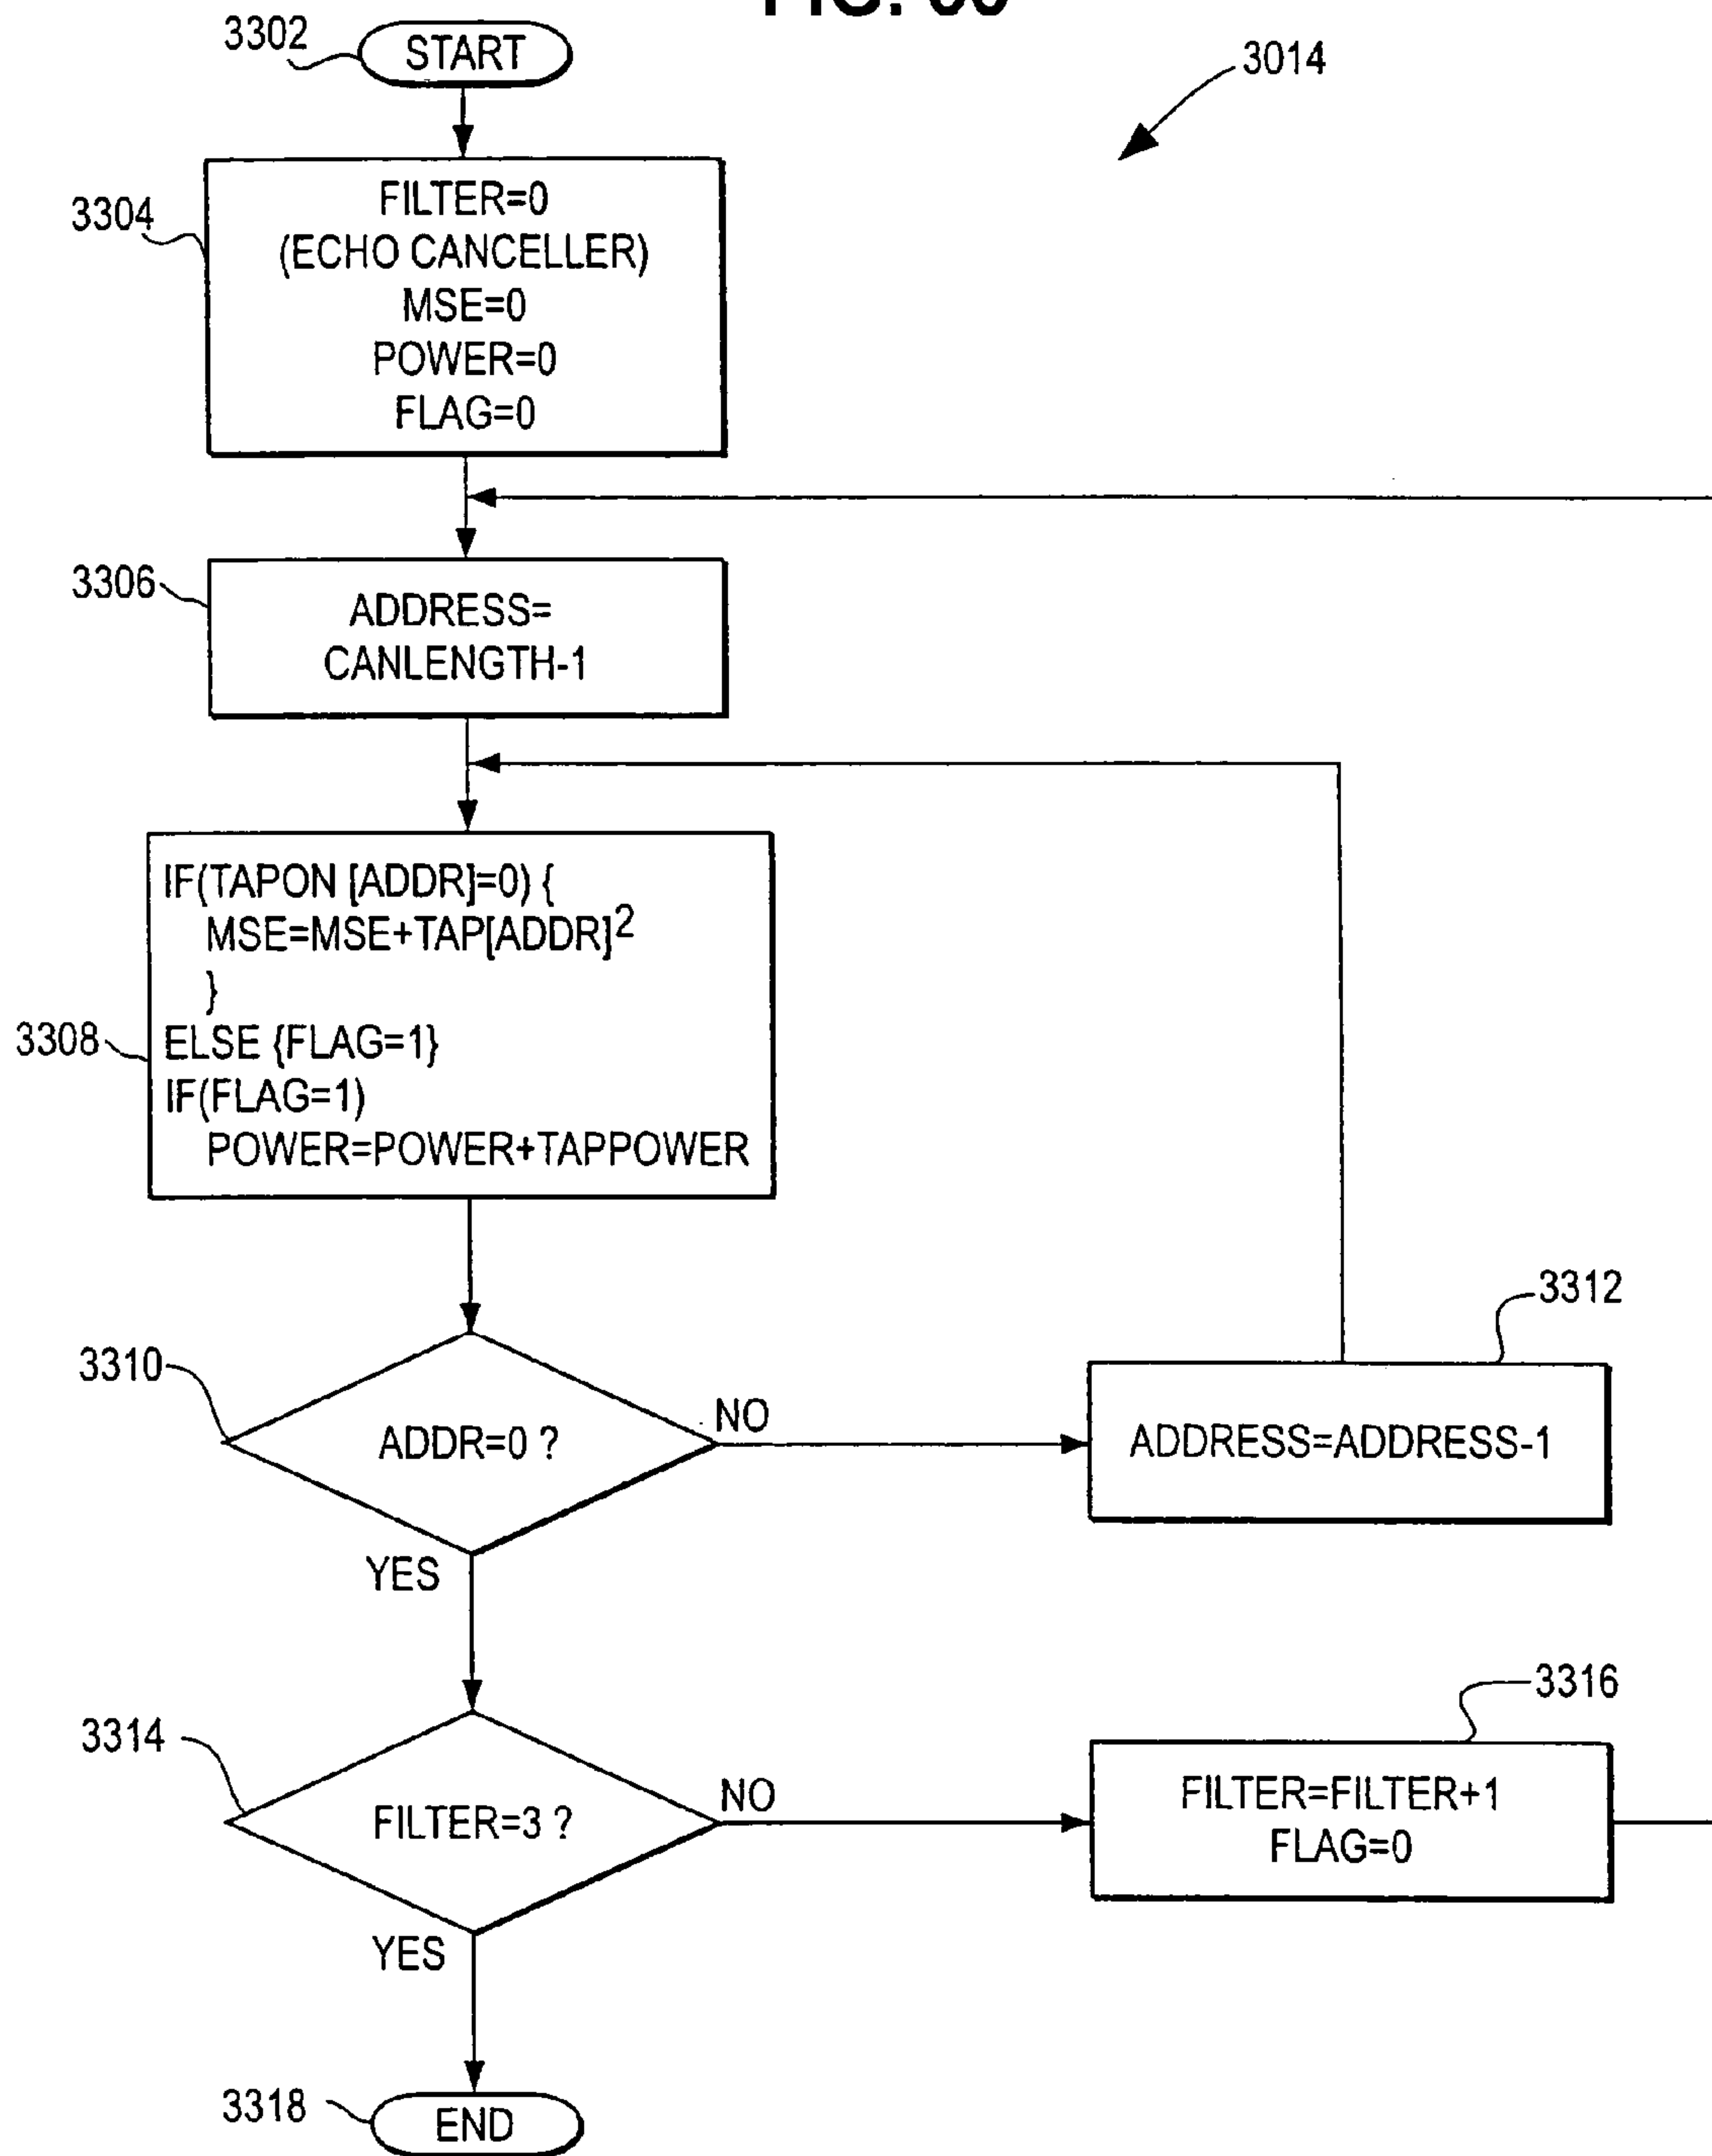 3302
START
3014
3304
FILTER=0
(ECHO CANCELLER)
MSE=0
POWER=0
FLAG=0
3306
ADDRESS=
CANLENGTH-1
3308
IF(TAPON [ADDR]=0) {
MSE=MSE+TAP[ADDR]2
}
ELSE {FLAG=1}
IF(FLAG=1)
POWER=POWER+TAPPOWER
3310
ADDR=0 ?
NO
3312
ADDRESS=ADDRESS-1
YES
3314
FILTER=3 ?
NO
3316
FILTER=FILTER+1
FLAG=0
YES
3318
END